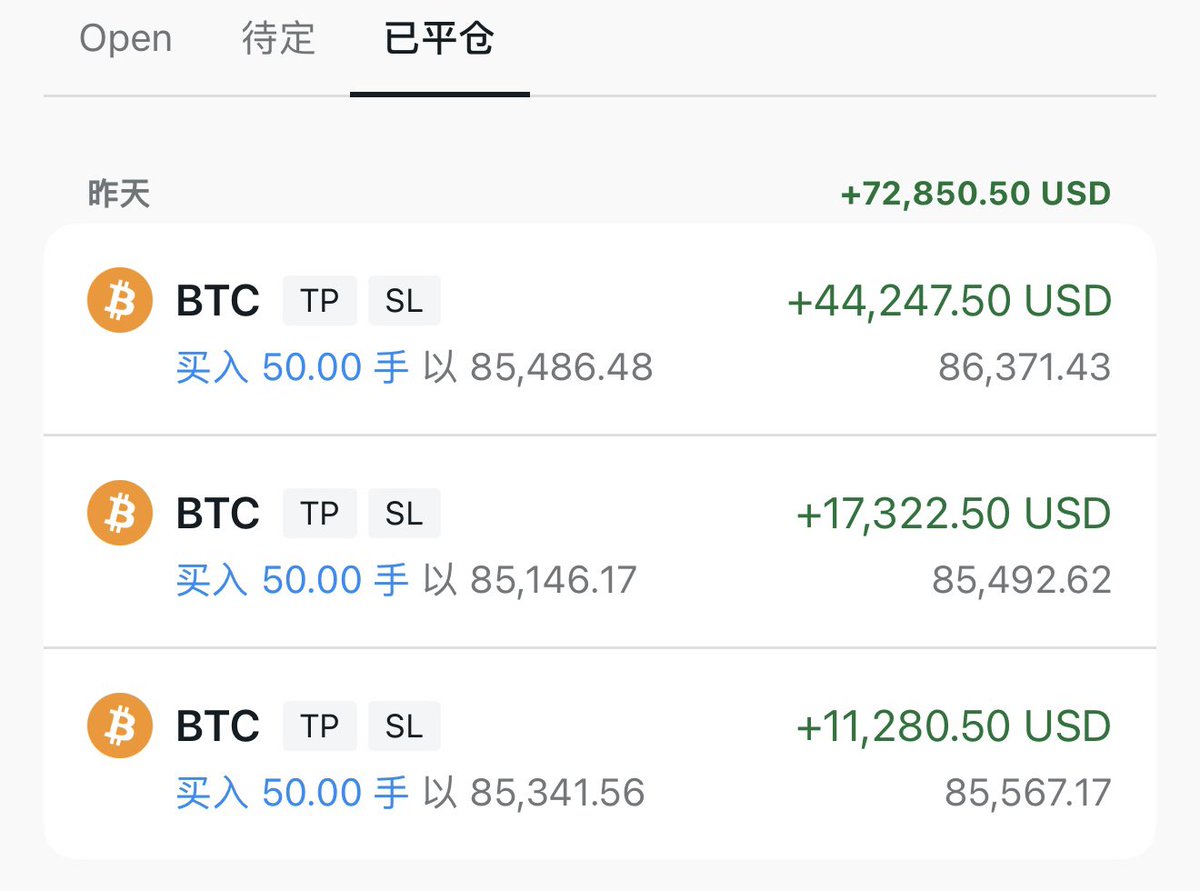 Open 待定 已平仓
昨天 +72,850.50 USD
BTC TP SL +44,247.50 USD
买入 50.00 手 以 85,486.48 86,371.43
BTC TP SL +17,322.50 USD
买入 50.00 手 以 85,146.17 85,492.62
BTC TP SL +11,280.50 USD
买入 50.00 手 以 85,341.56 85,567.17